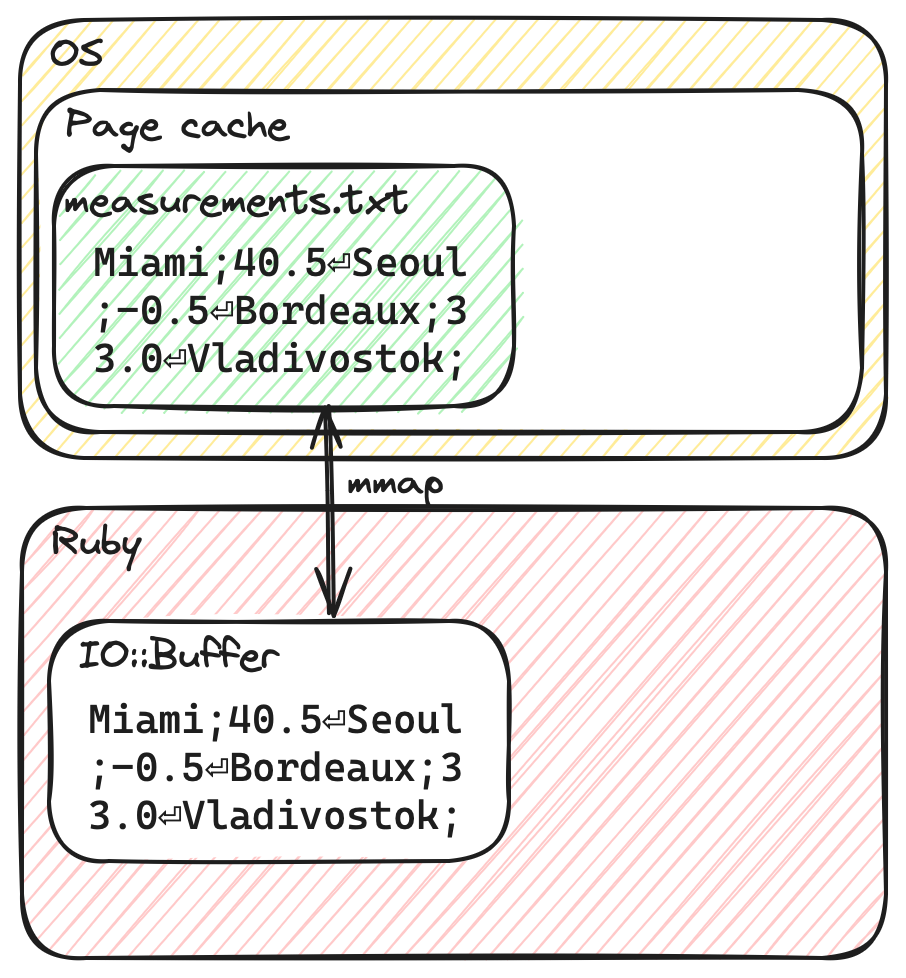 OS
Page cache
measurements.txt
Miami;40.5⏎Seoul
;−0.5⏎Bordeaux;3
3.0⏎Vladivostok;
mmap
Ruby
IO::Buffer
Miami;40.5⏎Seoul
;−0.5⏎Bordeaux;3
3.0⏎Vladivostok;